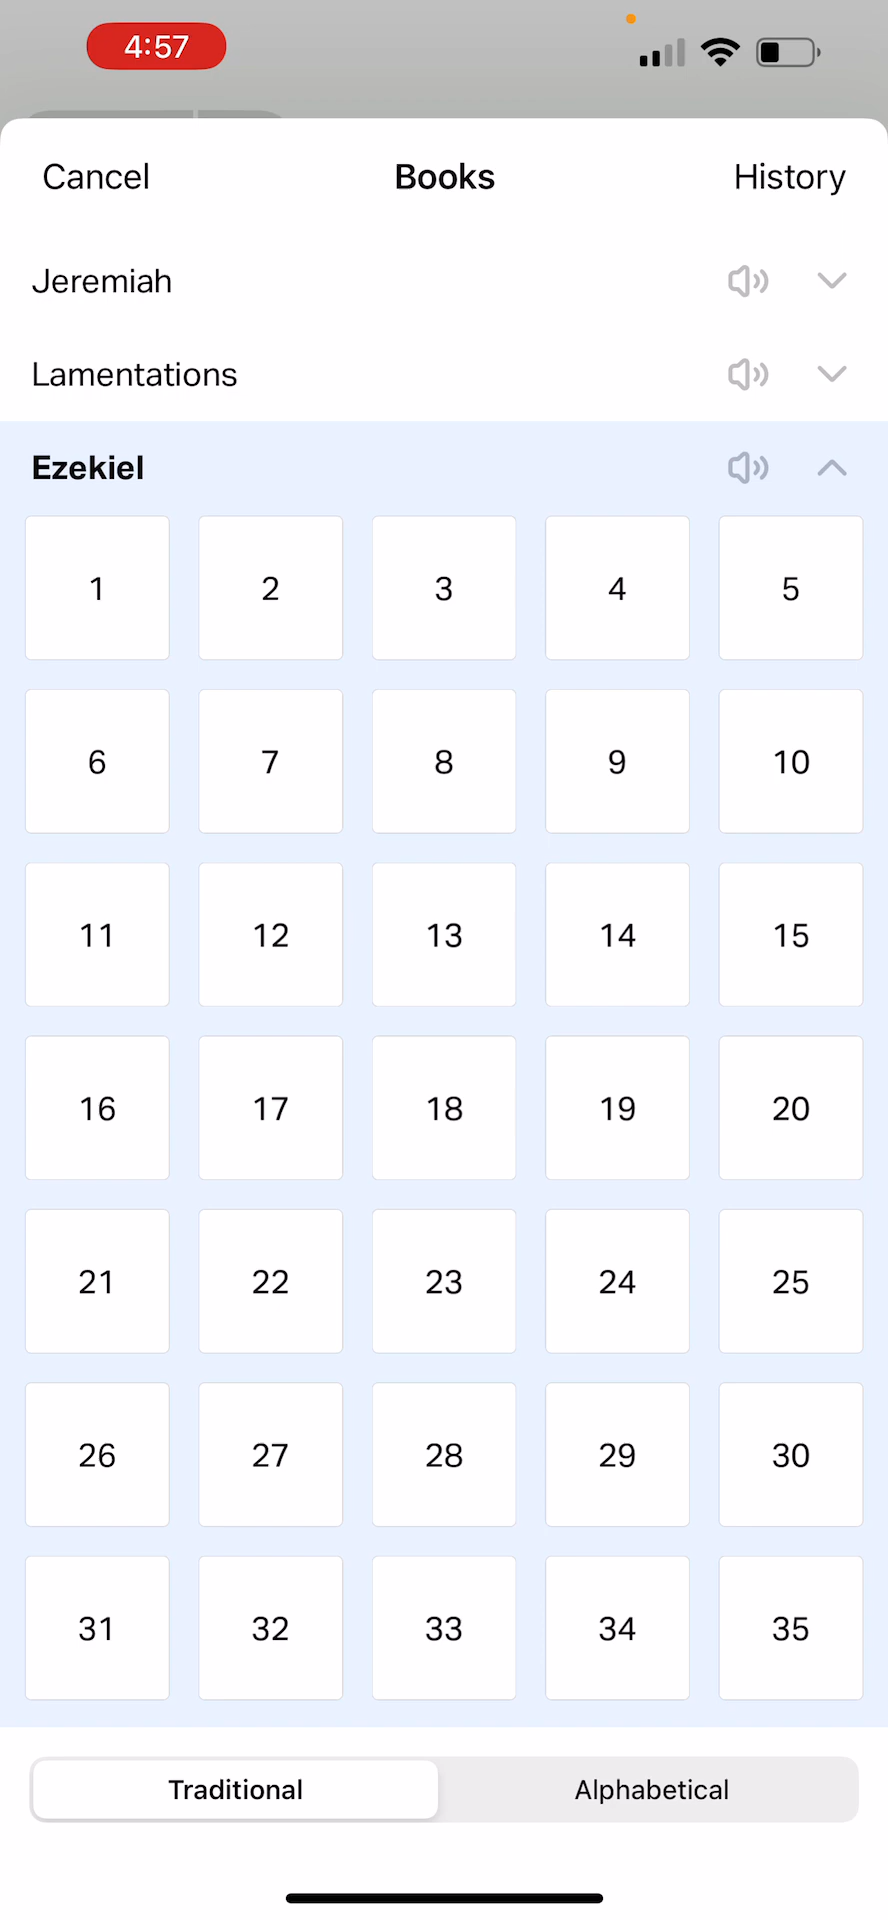 4:57
Cancel Books History
Jeremiah
Lamentations
Ezekiel
1 2 3 4 5
6 7 8 9 10
11 12 13 14 15
16 17 18 19 20
21 22 23 24 25
26 27 28 29 30
31 32 33 34 35
Traditional Alphabetical